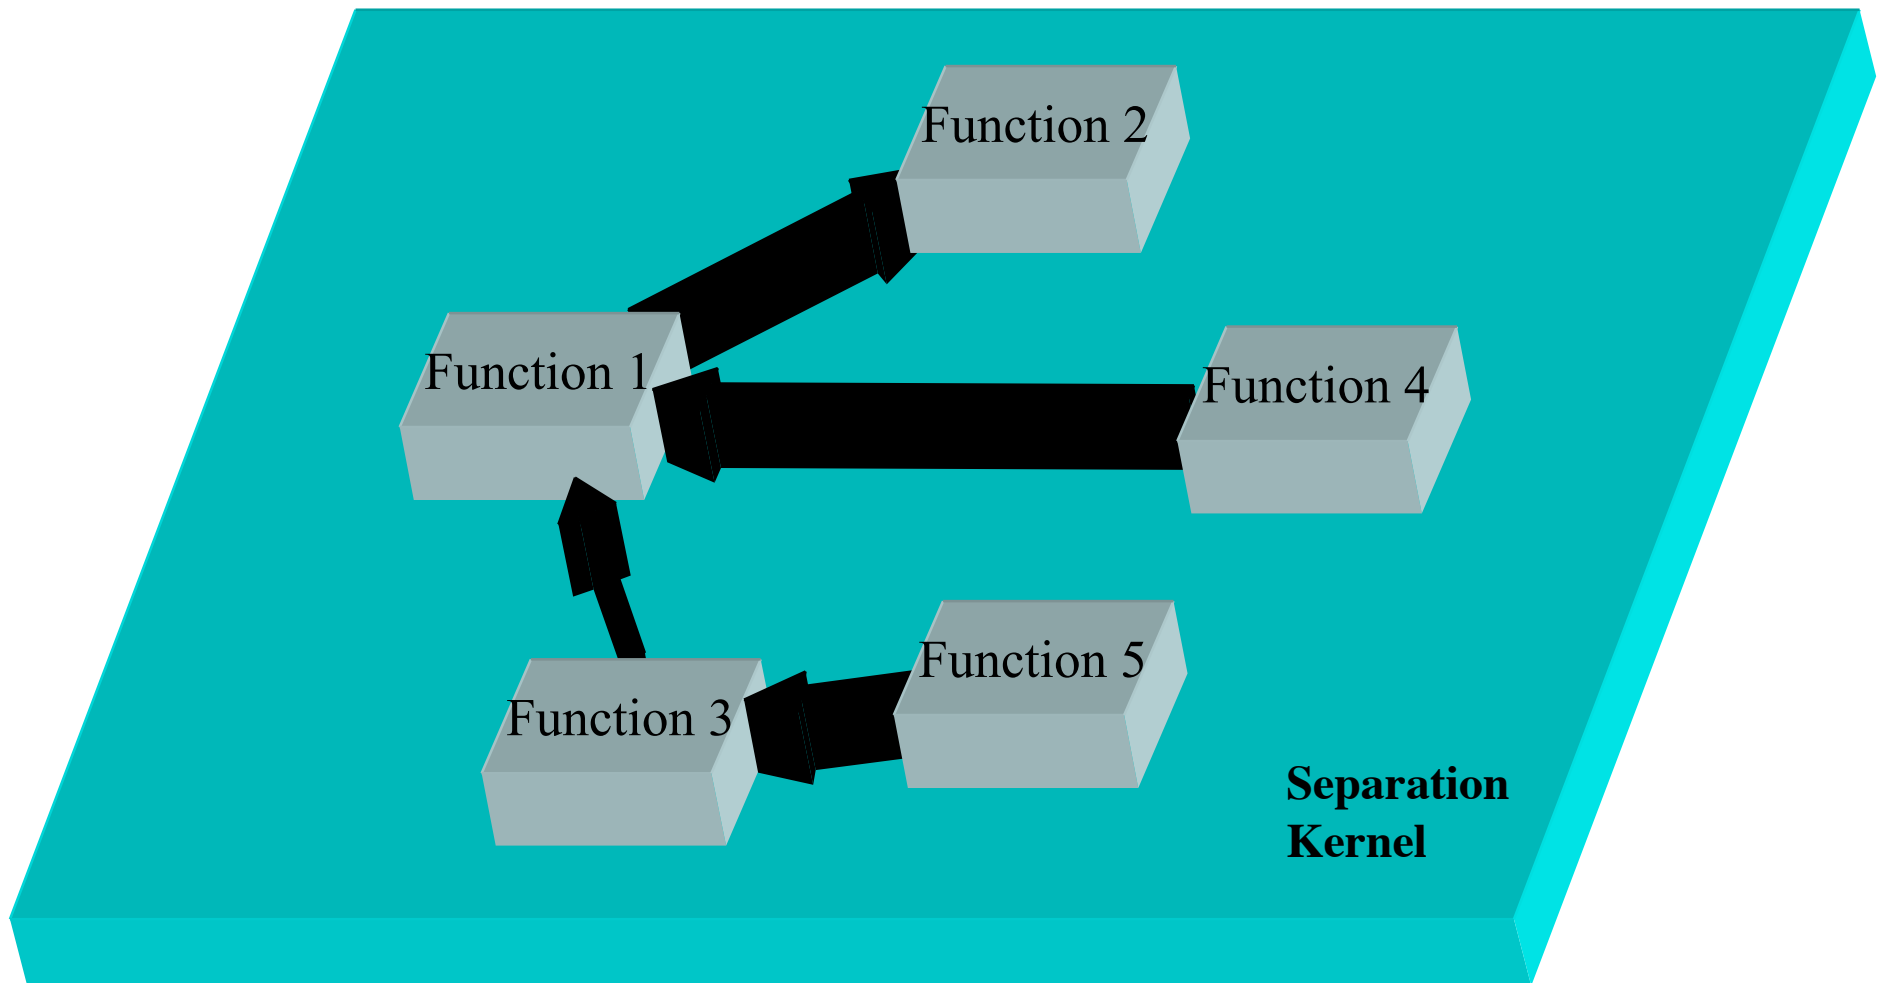 Function 2
Function 1
Function 4
Function 5
Function 3
Separation
Kernel